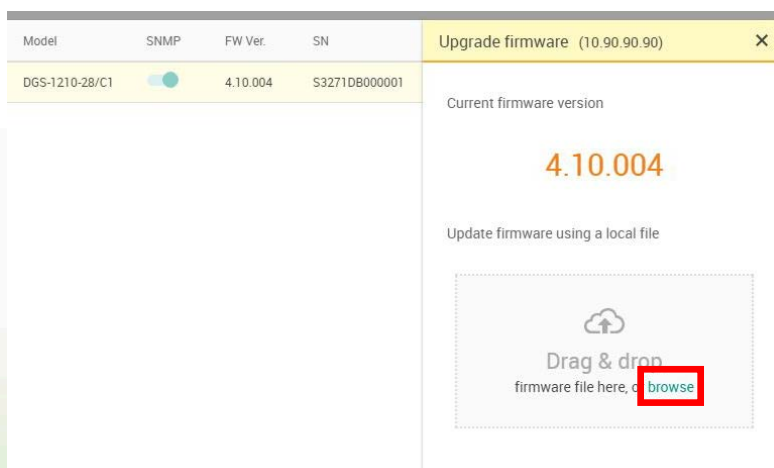 Model SNMP FW Ver. SN
DGS-1210-28/C1 4.10.004 S3271DB000001
Upgrade firmware (10.90.90.90) ×
Current firmware version
4.10.004
Update firmware using a local file
Drag & drop
firmware file here, browse